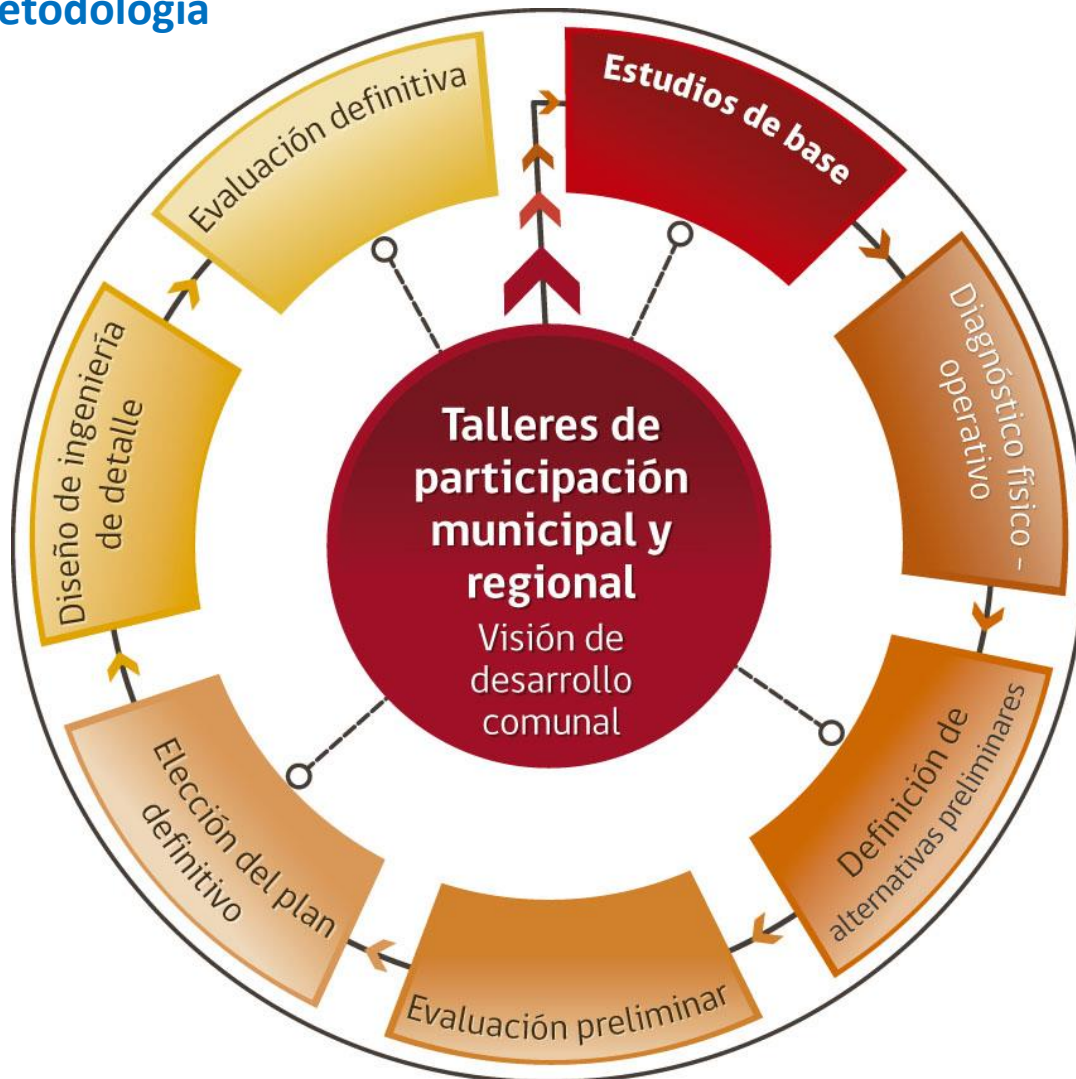 etodología
Estudios de base
Diagnóstico físico –
operativo
Definición de
alternativas preliminares
Evaluación preliminar
Elección del plan
definitivo
Diseño de ingeniería
de detalle
Evaluación definitiva
Talleres de
participación
municipal y
regional
Visión de
desarrollo
comunal